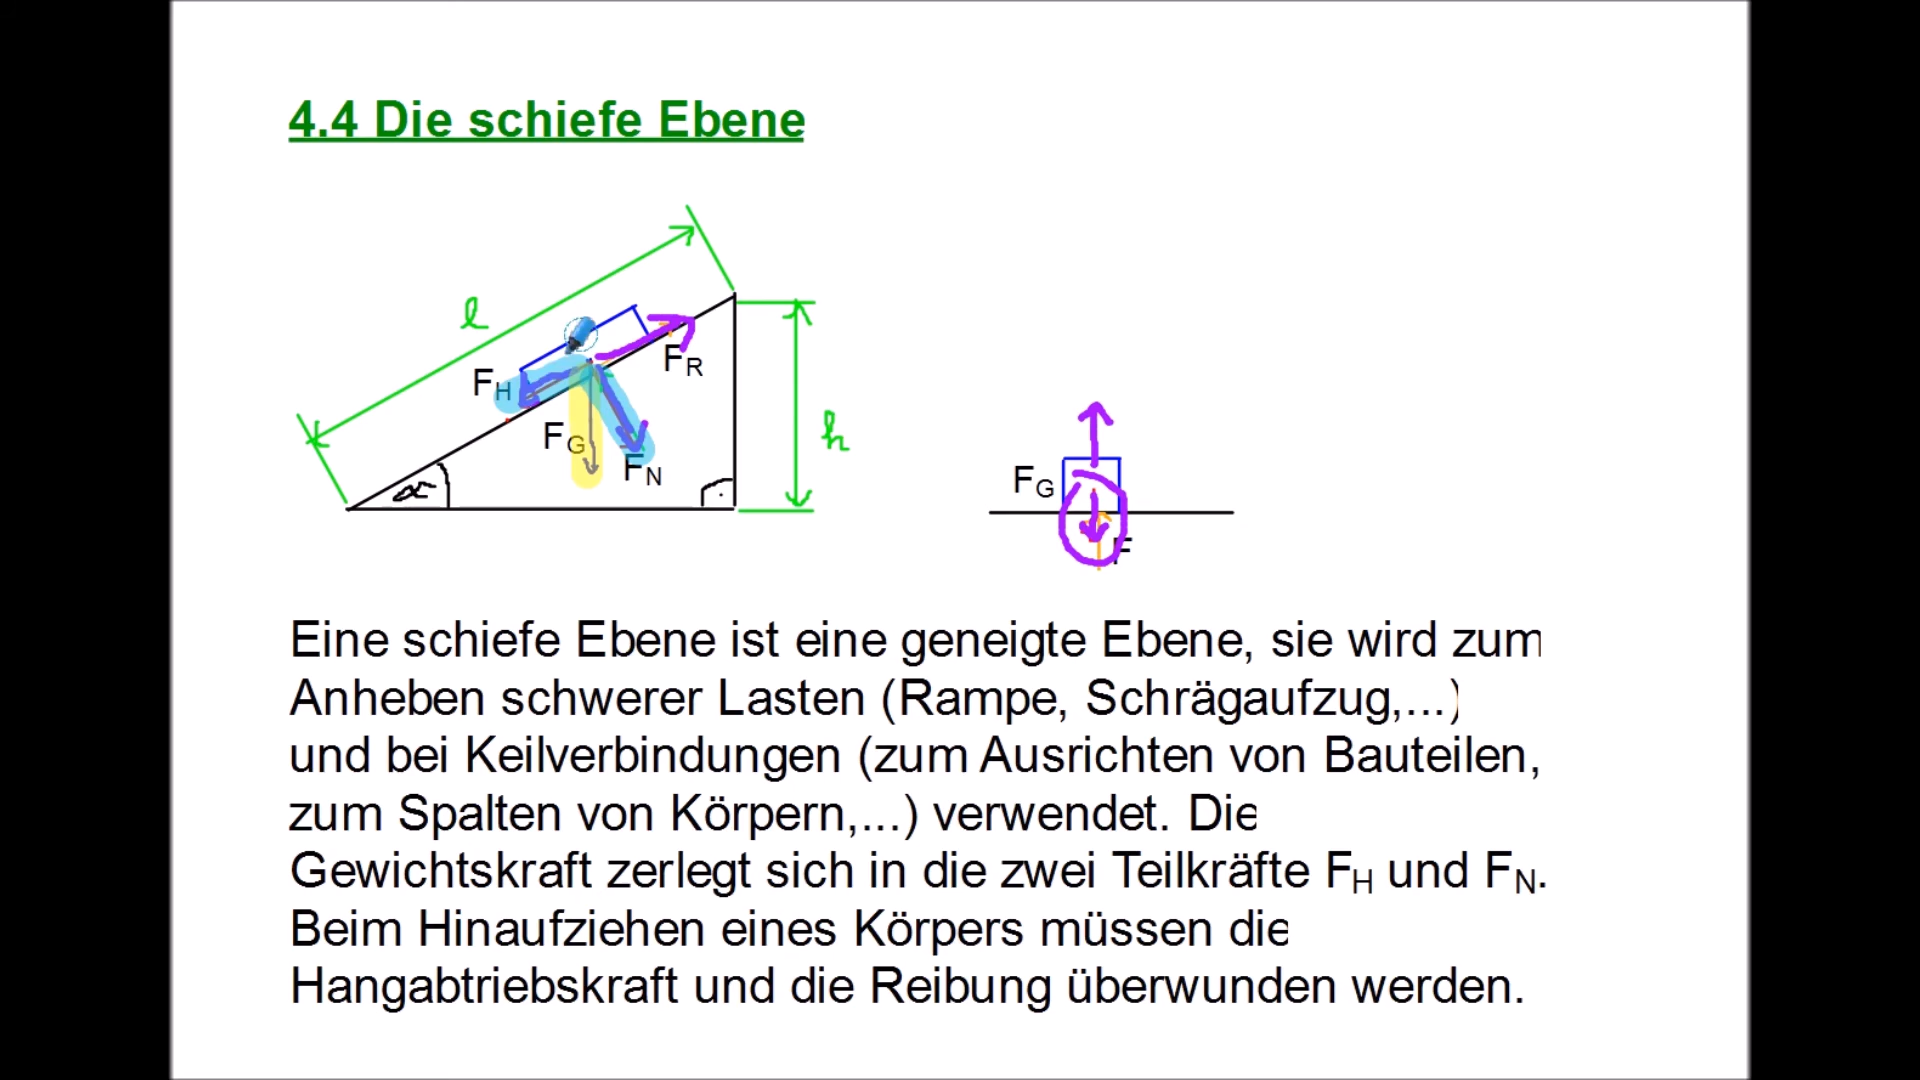 4.4 Die schiefe Ebene
l
FH
FR
FG
FN
α
h
FG
F
Eine schiefe Ebene ist eine geneigte Ebene, sie wird zum
Anheben schwerer Lasten (Rampe, Schrägaufzug,...)
und bei Keilverbindungen (zum Ausrichten von Bauteilen,
zum Spalten von Körpern,...) verwendet. Die
Gewichtskraft zerlegt sich in die zwei Teilkräfte FH und FN.
Beim Hinaufziehen eines Körpers müssen die
Hangabtriebskraft und die Reibung überwunden werden.